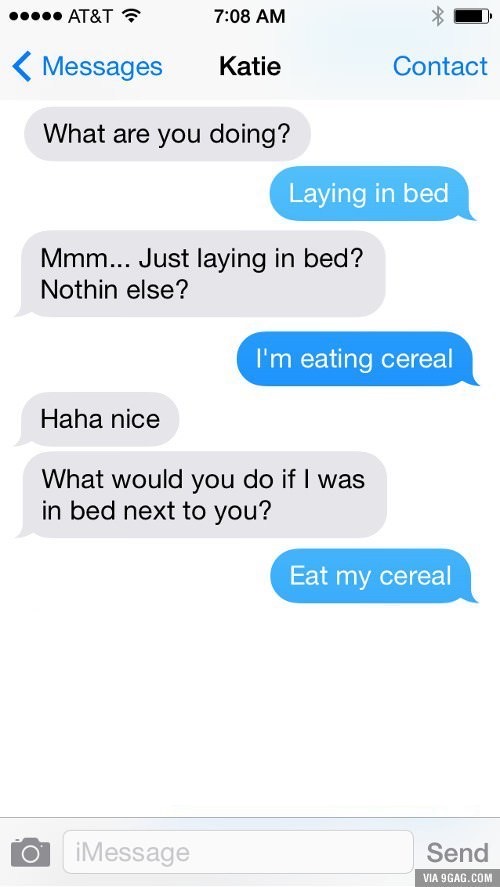 AT&T 7:08 AM
Messages Katie Contact
What are you doing?
Laying in bed
Mmm... Just laying in bed?
Nothin else?
I'm eating cereal
Haha nice
What would you do if I was
in bed next to you?
Eat my cereal
iMessage Send
VIA 9GAG.COM